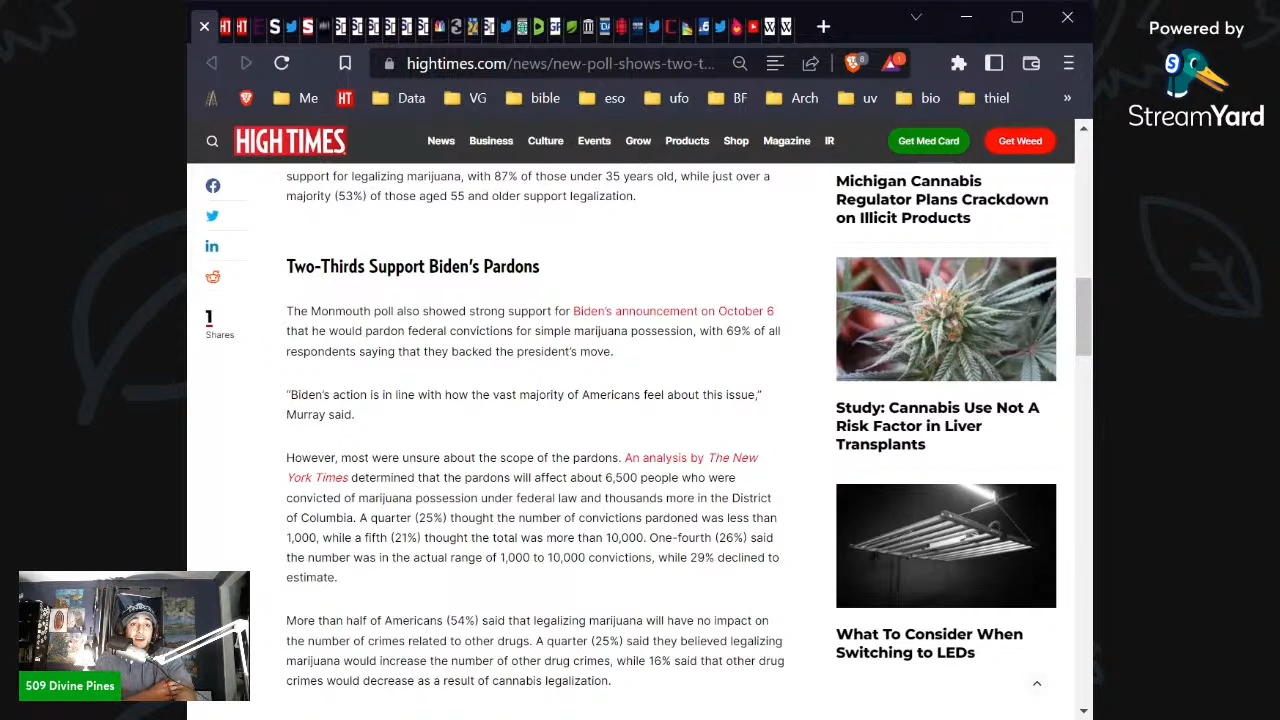 Powered by
StreamYard
hightimes.com/news/new-poll-shows-two-t...
8
1
Me
HT
Data
VG
bible
eso
ufo
BF
Arch
uv
bio
thiel
»
HIGH TIMES
News
Business
Culture
Events
Grow
Products
Shop
Magazine
IR
Get Med Card
Get Weed
support for legalizing marijuana, with 87% of those under 35 years old, while just over a
majority (53%) of those aged 55 and older support legalization.
Two-Thirds Support Biden's Pardons
The Monmouth poll also showed strong support for Biden's announcement on October 6
that he would pardon federal convictions for simple marijuana possession, with 69% of all
respondents saying that they backed the president's move.
“Biden's action is in line with how the vast majority of Americans feel about this issue,”
Murray said.
However, most were unsure about the scope of the pardons. An analysis by The New
York Times determined that the pardons will affect about 6,500 people who were
convicted of marijuana possession under federal law and thousands more in the District
of Columbia. A quarter (25%) thought the number of convictions pardoned was less than
1,000, while a fifth (21%) thought the total was more than 10,000. One-fourth (26%) said
the number was in the actual range of 1,000 to 10,000 convictions, while 29% declined to
estimate.
More than half of Americans (54%) said that legalizing marijuana will have no impact on
the number of crimes related to other drugs. A quarter (25%) said they believed legalizing
marijuana would increase the number of other drug crimes, while 16% said that other drug
crimes would decrease as a result of cannabis legalization.
1
Shares
Michigan Cannabis
Regulator Plans Crackdown
on Illicit Products
Study: Cannabis Use Not A
Risk Factor in Liver
Transplants
What To Consider When
Switching to LEDs
509 Divine Pines